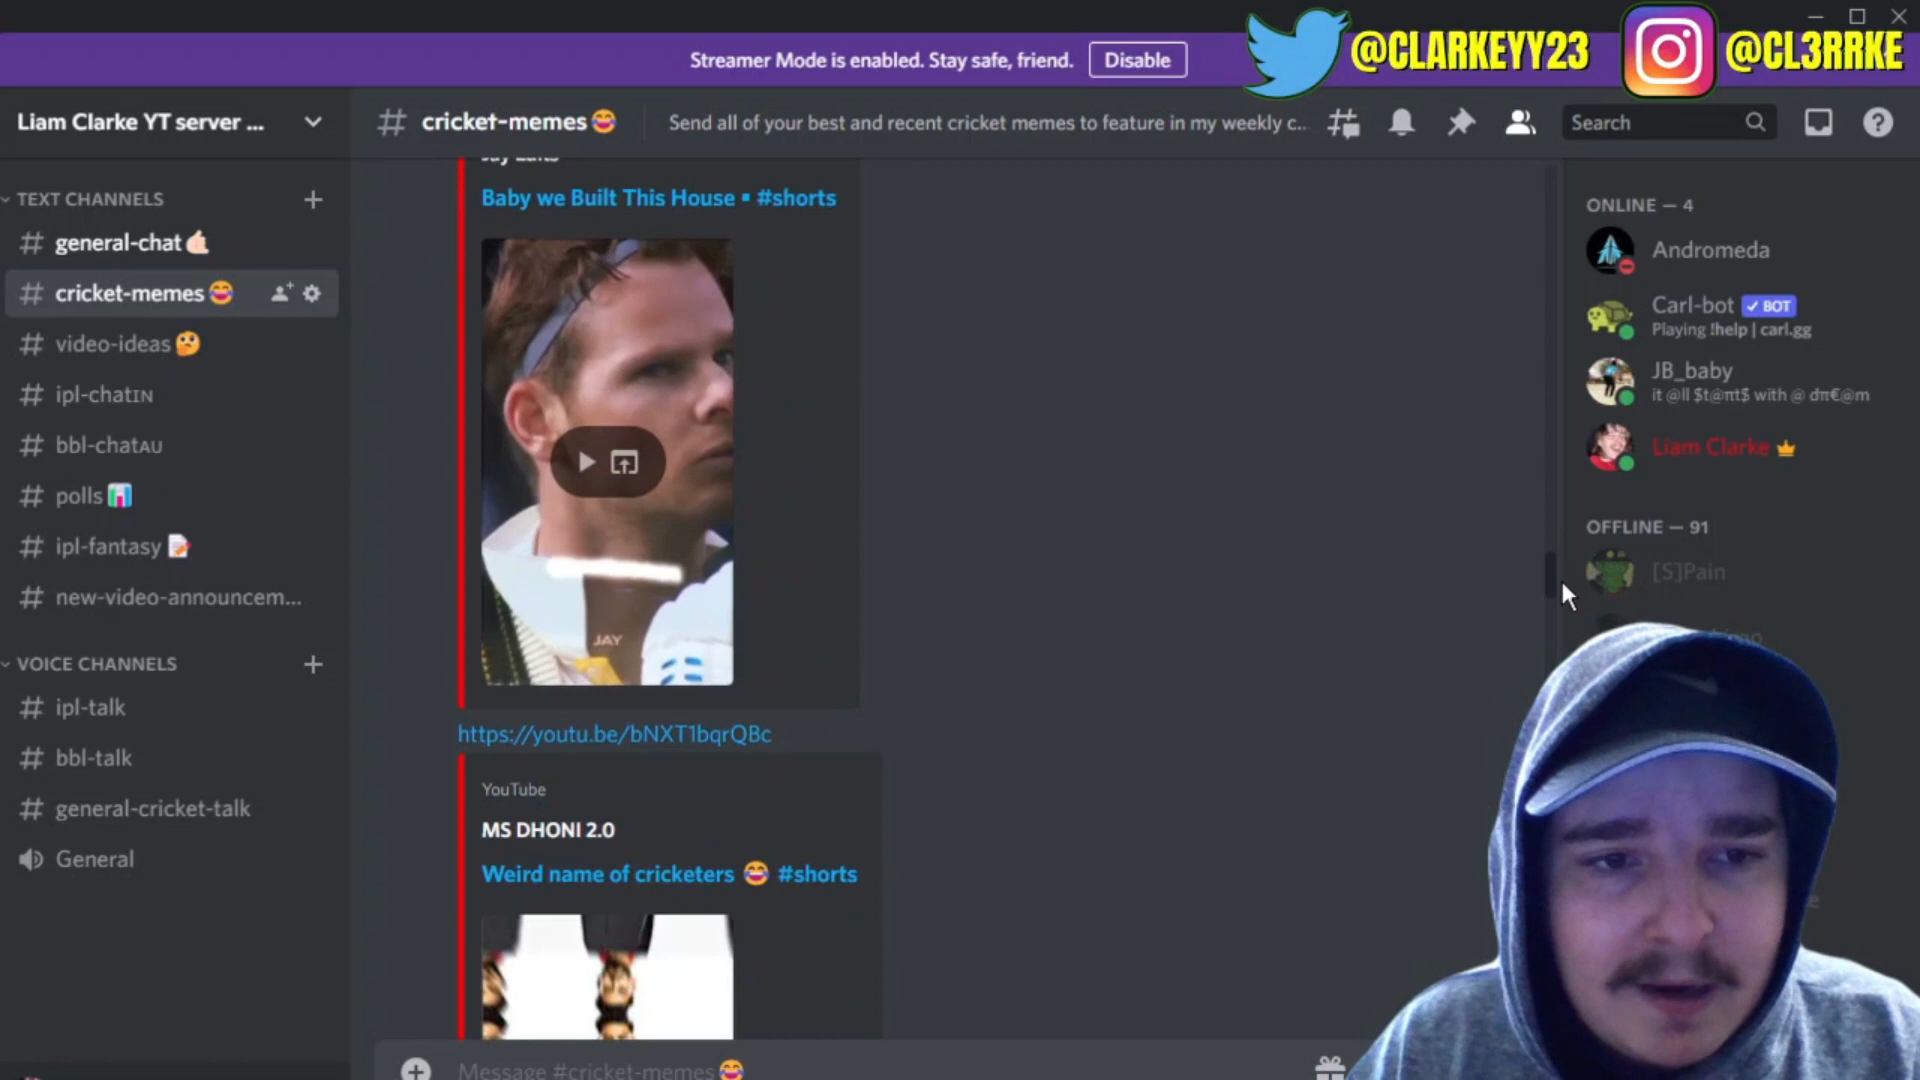 Streamer Mode is enabled. Stay safe, friend.
Disable
@CLARKEYY23
@CL3RRKE
Liam Clarke YT server ...
cricket-memes😂
Send all of your best and recent cricket memes to feature in my weekly c...
Search
TEXT CHANNELS
general-chat🤙🏻
cricket-memes😂
video-ideas🤔
ipl-chatIN
bbl-chatAU
polls📊
ipl-fantasy📝
new-video-announcem...
VOICE CHANNELS
ipl-talk
bbl-talk
general-cricket-talk
General
Baby we Built This House ▪ #shorts
JAY
https://youtu.be/bNXT1bqrQBc
YouTube
MS DHONI 2.0
Weird name of cricketers 😂 #shorts
Message #cricket-memes😂
ONLINE — 4
Andromeda
Carl-bot ✓ BOT
Playing !help | carl.gg
JB_baby
it @ll $t@πt$ with @ dπ€@m
Liam Clarke
OFFLINE — 91
[S]Pain